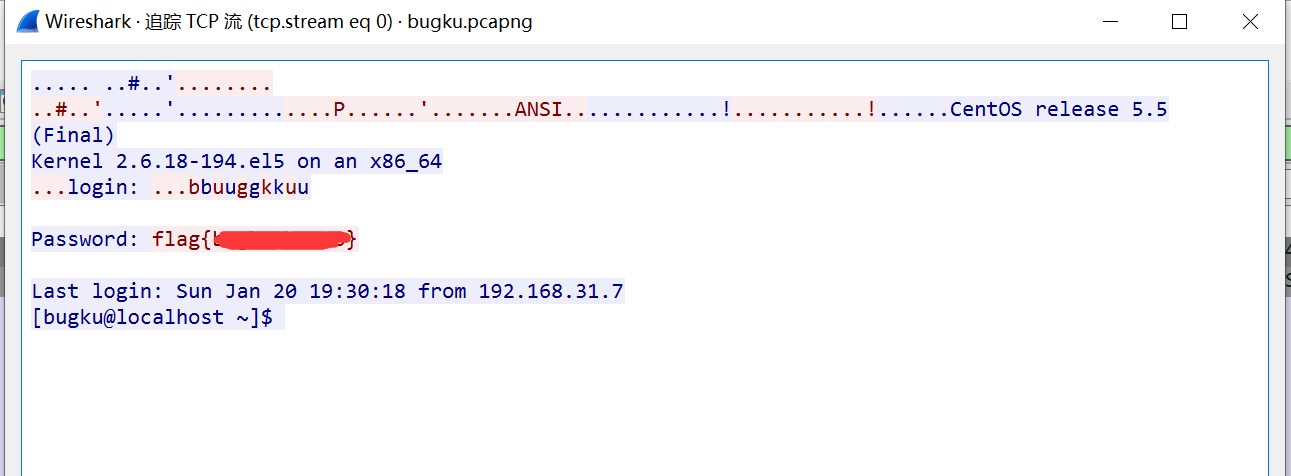 Wireshark · 追踪 TCP 流 (tcp.stream eq 0) · bugku.pcapng
..... ..#..'........
..#..'.....'.............P......'.......ANSI.............!...........!......CentOS release 5.5
(Final)
Kernel 2.6.18-194.el5 on an x86_64
...login: ...bbuuggkkuu
Password: flag{}
Last login: Sun Jan 20 19:30:18 from 192.168.31.7
[bugku@localhost ~]$